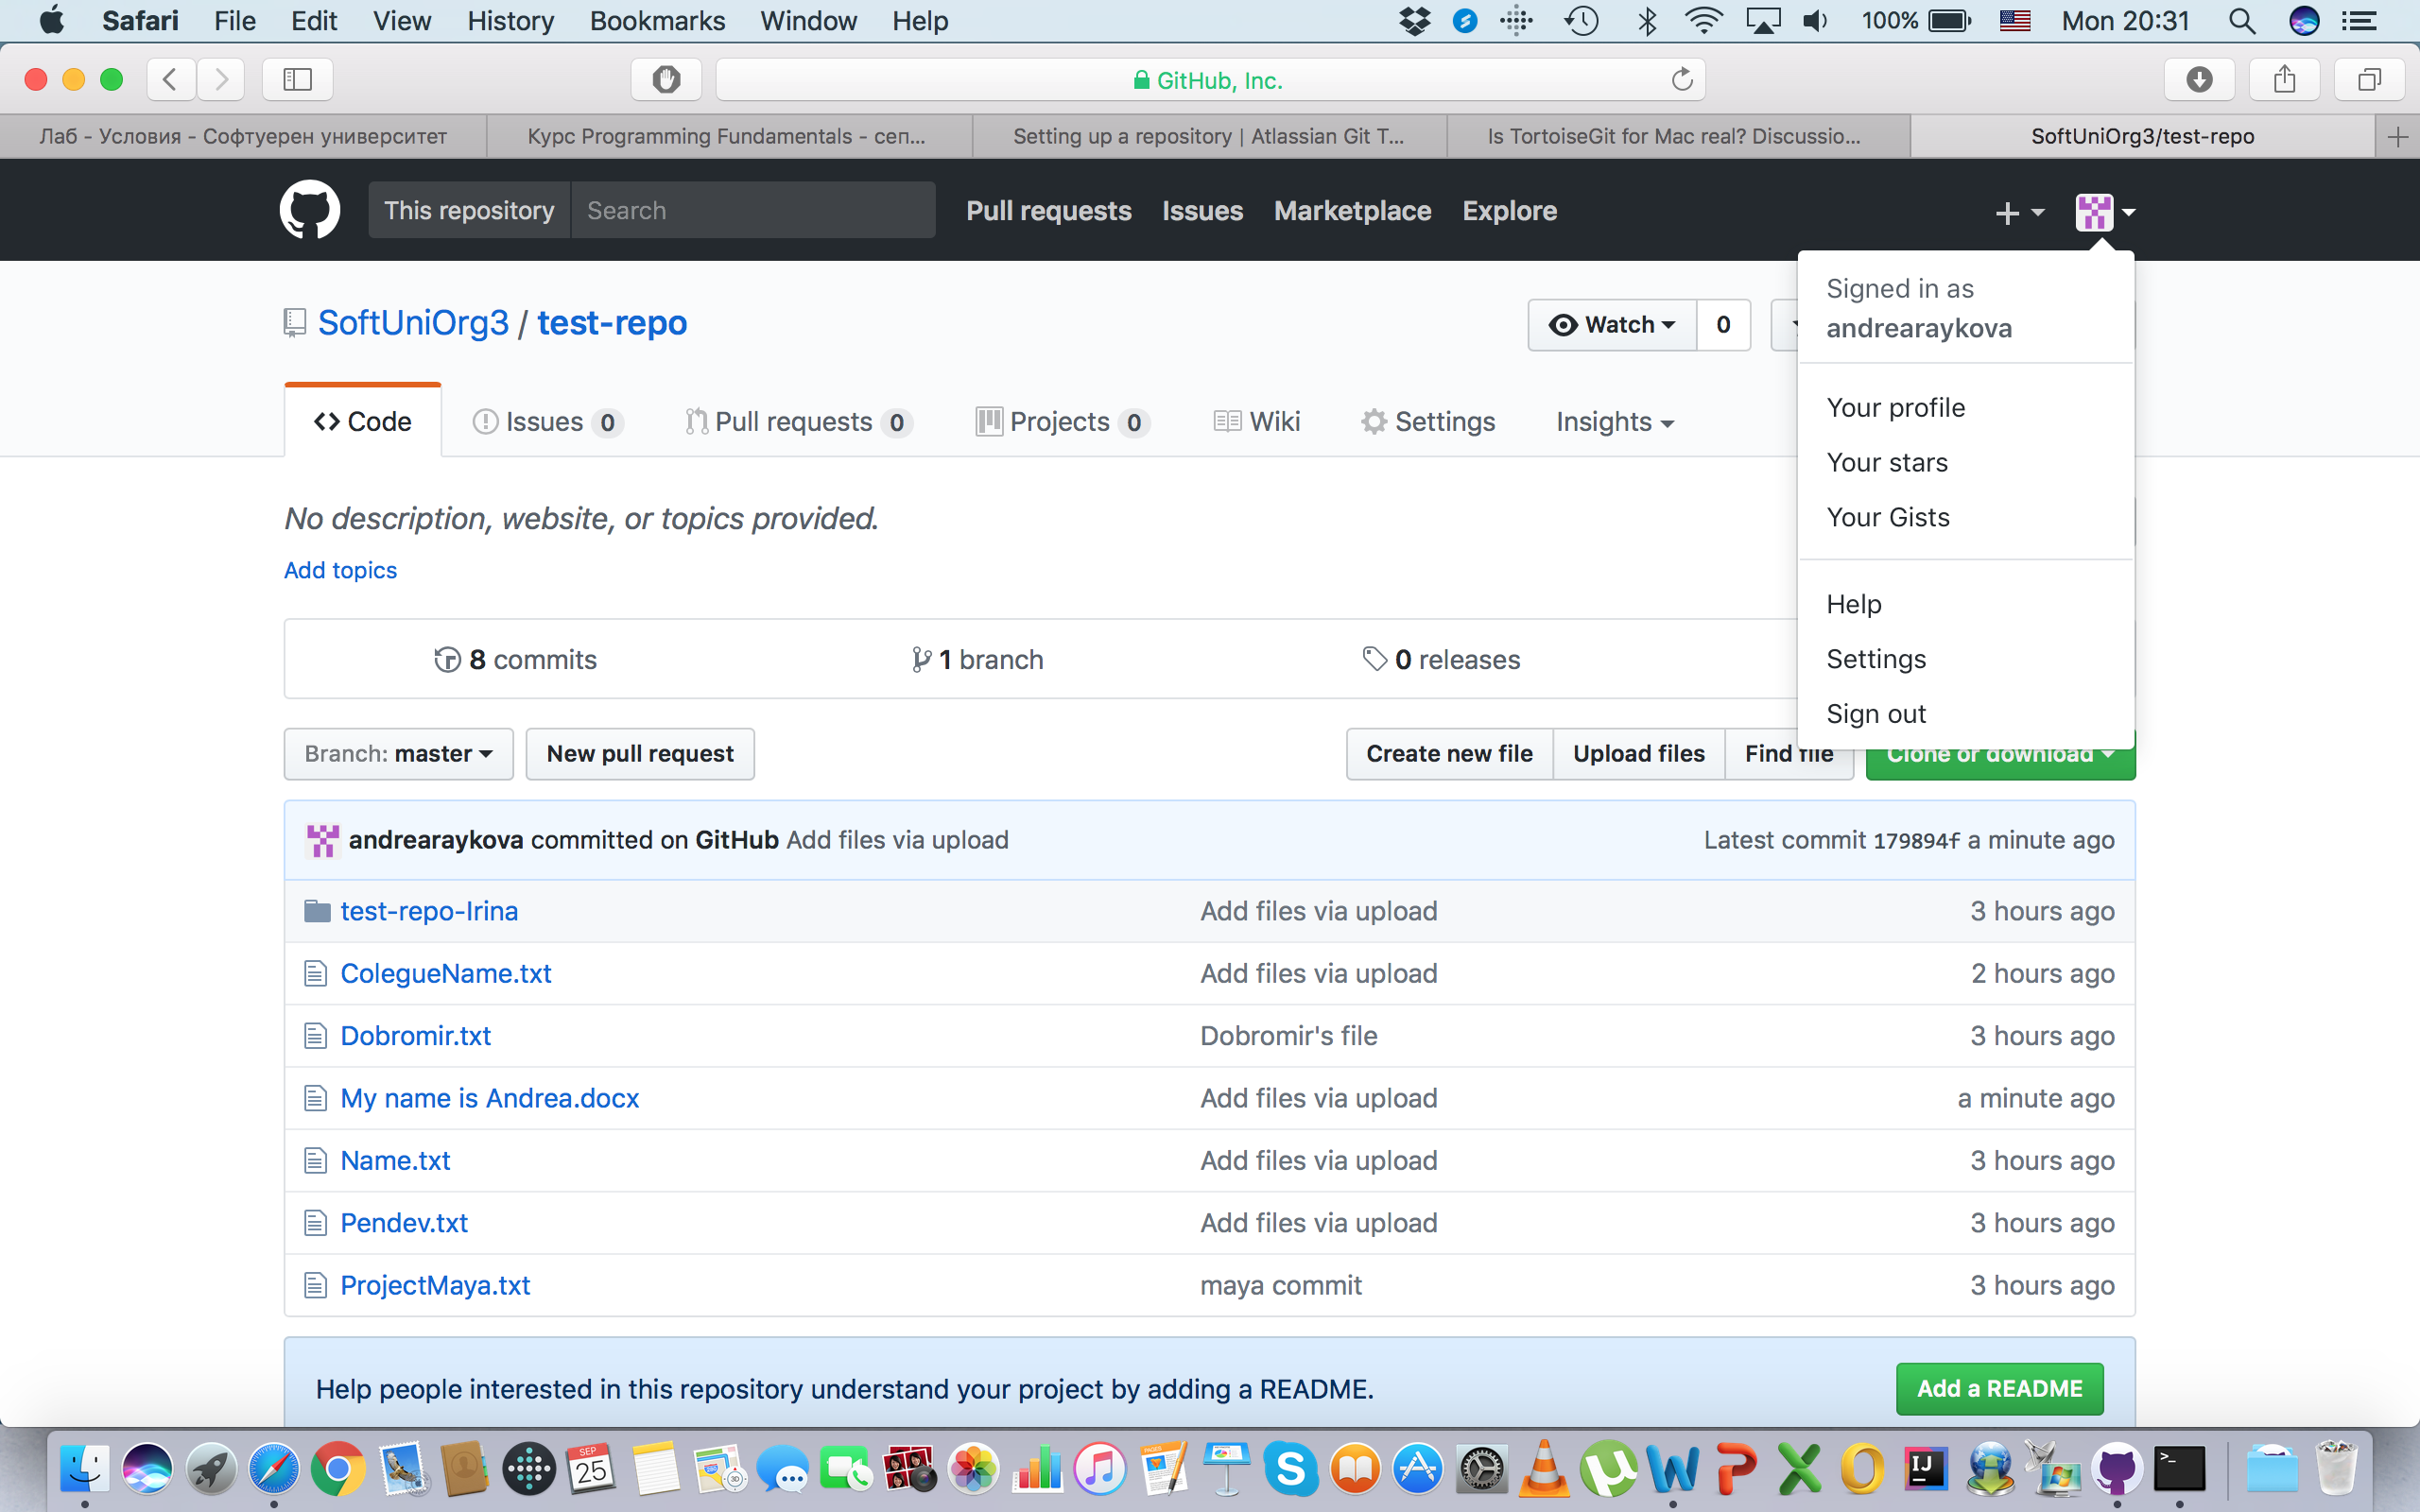 Safari File Edit View History Bookmarks Window Help 100% Mon 20:31
GitHub, Inc.
Лаб - Условия - Софтуерен университет Курс Programming Fundamentals - сеп... Setting up a repository | Atlassian Git T... Is TortoiseGit for Mac real? Discussio... SoftUniOrg3/test-repo
This repository Search Pull requests Issues Marketplace Explore
Signed in as
andrearaykova
Your profile
Your stars
Your Gists
Help
Settings
Sign out
SoftUniOrg3 / test-repo Watch 0
Code Issues 0 Pull requests 0 Projects 0 Wiki Settings Insights
No description, website, or topics provided.
Add topics
8 commits 1 branch 0 releases
Branch: master New pull request Create new file Upload files Find file Clone or download
andrearaykova committed on GitHub Add files via upload Latest commit 179894f a minute ago
test-repo-Irina Add files via upload 3 hours ago
ColegueName.txt Add files via upload 2 hours ago
Dobromir.txt Dobromir's file 3 hours ago
My name is Andrea.docx Add files via upload a minute ago
Name.txt Add files via upload 3 hours ago
Pendev.txt Add files via upload 3 hours ago
ProjectMaya.txt maya commit 3 hours ago
Help people interested in this repository understand your project by adding a README. Add a README
SEP
25